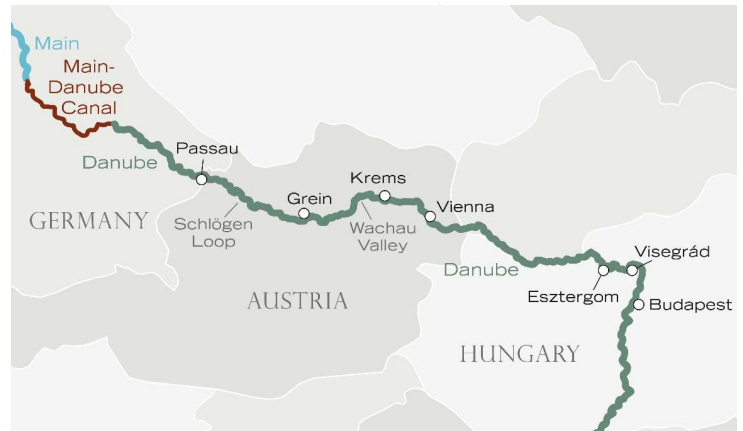 Main
Main-
Danube
Canal
Danube
Passau
GERMANY
Schlögen
Loop
Grein
Krems
Wachau
Valley
Vienna
AUSTRIA
Danube
Visegrád
Esztergom
Budapest
HUNGARY